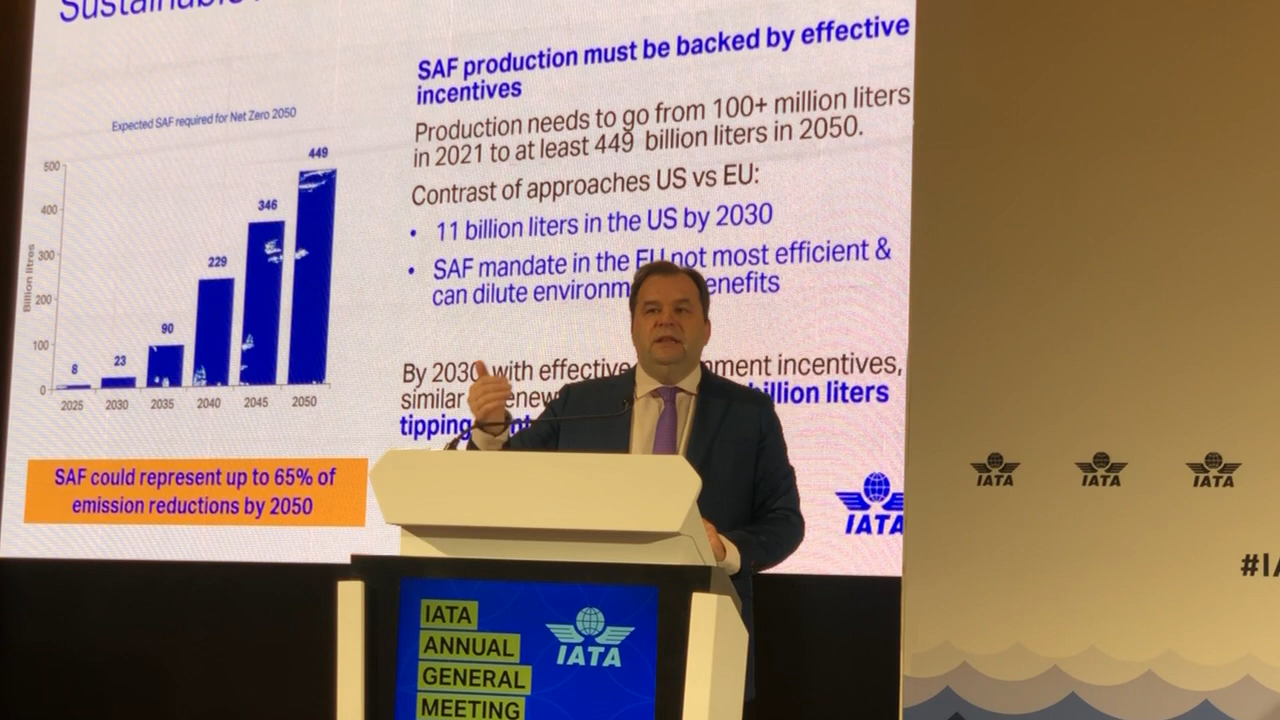 Sustainable
SAF production must be backed by effective
incentives
Production needs to go from 100+ million liters
in 2021 to at least 449 billion liters in 2050.
Contrast of approaches US vs EU:
• 11 billion liters in the US by 2030
• SAF mandate in the EU not most efficient &
can dilute environm enefits
By 2030 with effective nment incentives,
similar enew illion liters
tipping
Expected SAF required for Net Zero 2050
Billion litres
500
400
300
200
100
0
8
23
90
229
346
449
2025
2030
2035
2040
2045
2050
SAF could represent up to 65% of
emission reductions by 2050
IATA
IATA
IATA
IATA
#IA
IATA
ANNUAL
GENERAL
MEETING
IATA